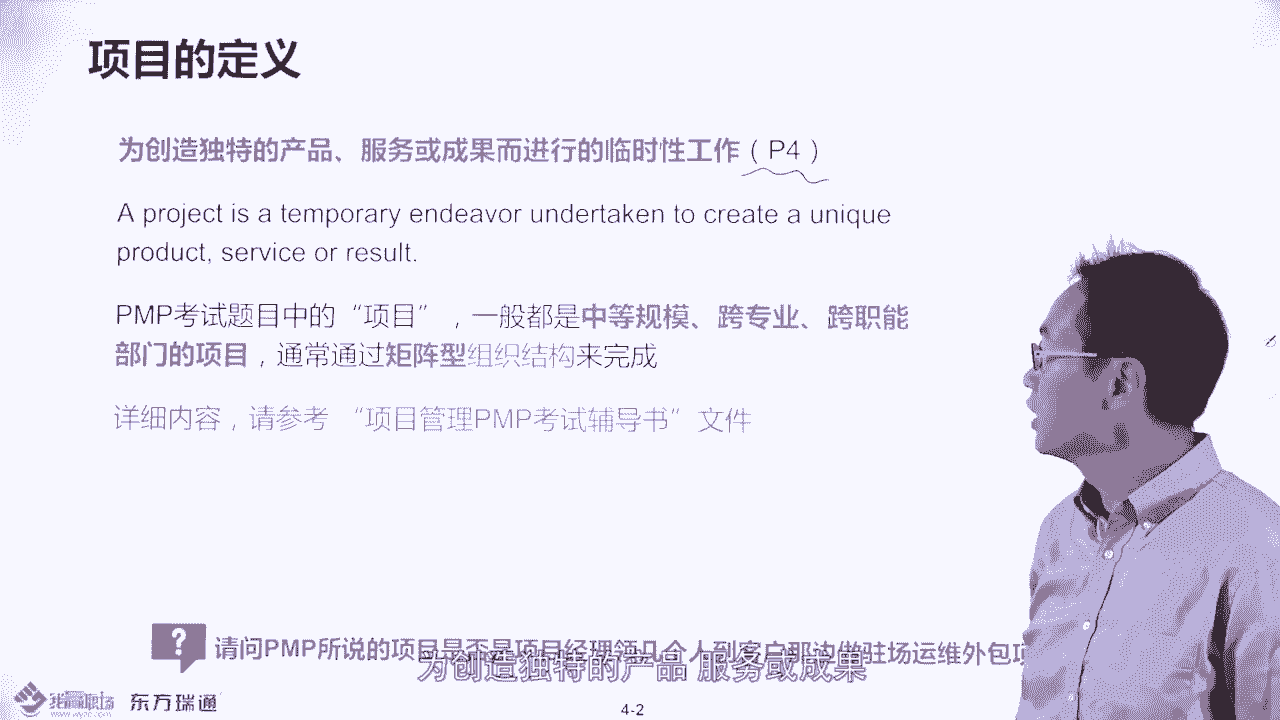 项目的定义
为创造独特的产品、服务或成果而进行的临时性工作（P4）
A project is a temporary endeavor undertaken to create a unique
product, service or result.
PMP考试题目中的“项目”，一般都是中等规模、跨专业、跨职能
部门的项目，通常通过矩阵型组织结构来完成
详细内容，请参考 “项目管理PMP考试辅导书”文件
请问PMP所说的项目是不是项目经理领几个人到客户那边做驻场运维外包项
为创造独特的产品 服务或成果
东方瑞通
4-2